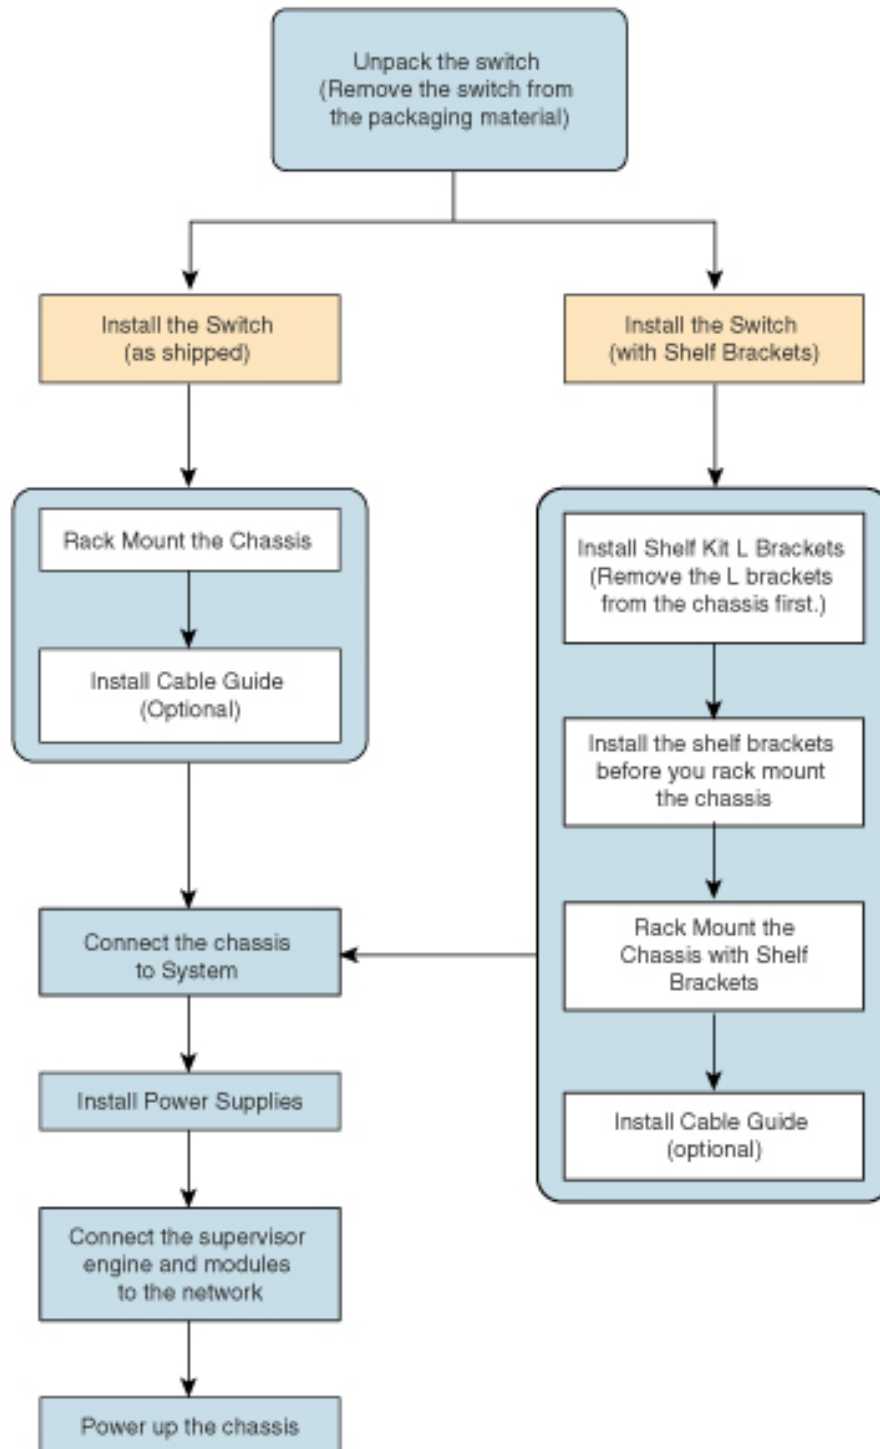 Unpack the switch
(Remove the switch from
the packaging material)
Install the Switch
(as shipped)
Install the Switch
(with Shelf Brackets)
Rack Mount the Chassis
Install Cable Guide
(Optional)
Install Shelf Kit L Brackets
(Remove the L brackets
from the chassis first.)
Install the shelf brackets
before you rack mount
the chassis
Rack Mount the
Chassis with Shelf
Brackets
Install Cable Guide
(optional)
Connect the chassis
to System
Install Power Supplies
Connect the supervisor
engine and modules
to the network
Power up the chassis